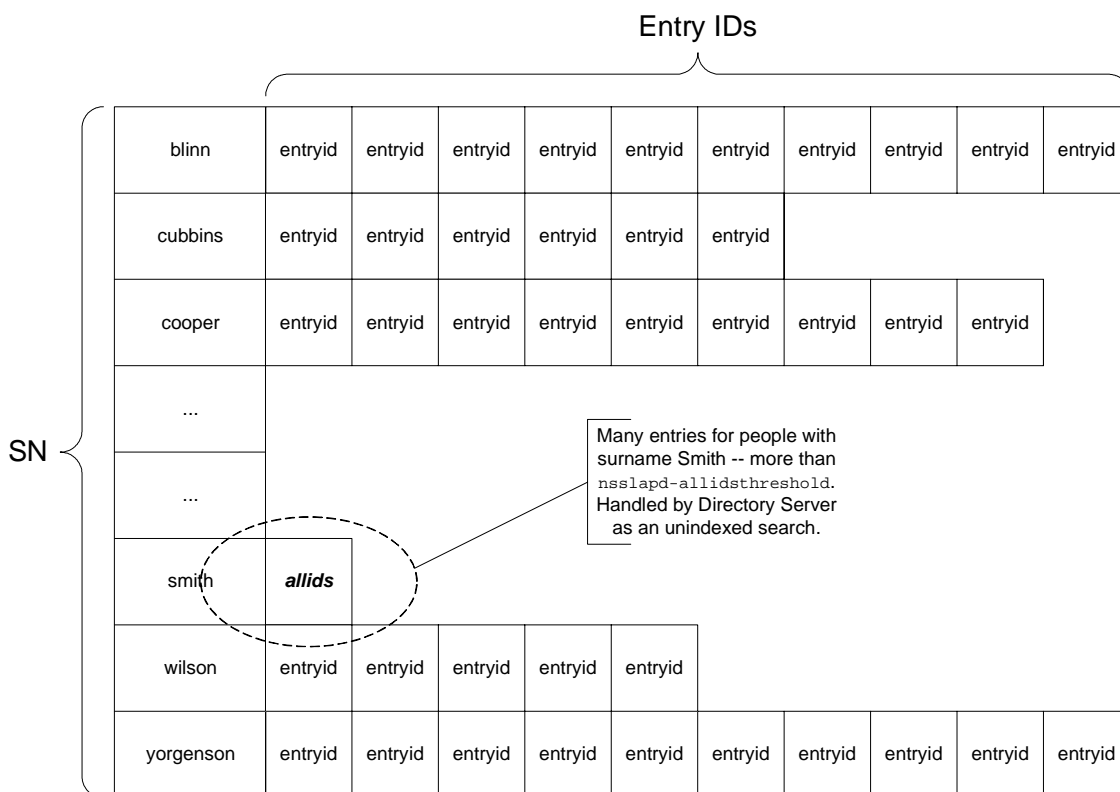 Entry IDs
blinn entryid entryid entryid entryid entryid entryid entryid entryid entryid entryid
cubbins entryid entryid entryid entryid entryid entryid
cooper entryid entryid entryid entryid entryid entryid entryid entryid entryid
...
SN
Many entries for people with
surname Smith -- more than
nsslapd-allidsthreshold.
Handled by Directory Server
as an unindexed search.
...
smith allids
wilson entryid entryid entryid entryid entryid
yorgenson entryid entryid entryid entryid entryid entryid entryid entryid entryid entryid